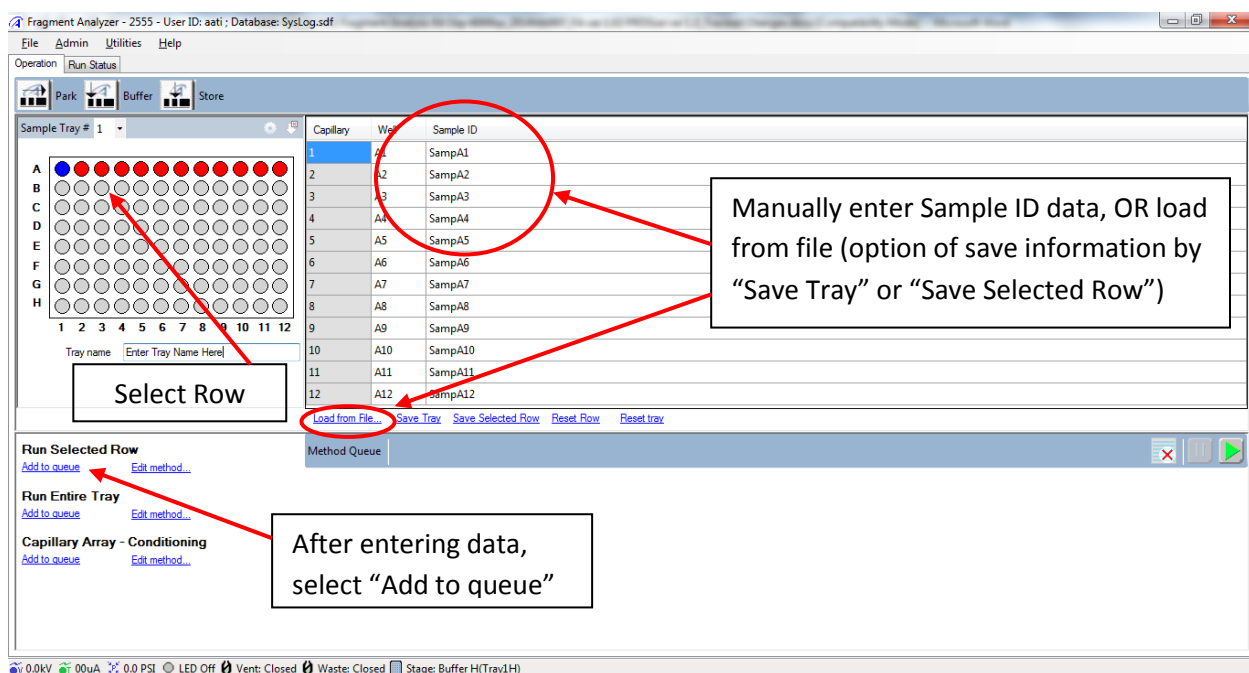 Fragment Analyzer - 2555 - User ID: aati ; Database: SysLog.sdf
File Admin Utilities Help
Operation Run Status
Park Buffer Store
Sample Tray # 1
Capillary Well Sample ID
1 A1 SampA1
2 A2 SampA2
3 A3 SampA3
4 A4 SampA4
5 A5 SampA5
6 A6 SampA6
7 A7 SampA7
8 A8 SampA8
9 A9 SampA9
10 A10 SampA10
11 A11 SampA11
12 A12 SampA12
A
B
C
D
E
F
G
H
1 2 3 4 5 6 7 8 9 10 11 12
Tray name Enter Tray Name Here
Select Row
Manually enter Sample ID data, OR load
from file (option of save information by
“Save Tray” or “Save Selected Row”)
Load from File... Save Tray Save Selected Row Reset Row Reset tray
Run Selected Row
Add to queue Edit method...
Run Entire Tray
Add to queue Edit method...
Capillary Array - Conditioning
Add to queue Edit method...
Method Queue
After entering data,
select “Add to queue”
0.0kV 00uA 0.0 PSI LED Off Vent: Closed Waste: Closed Stage: Buffer H(Tray1H)